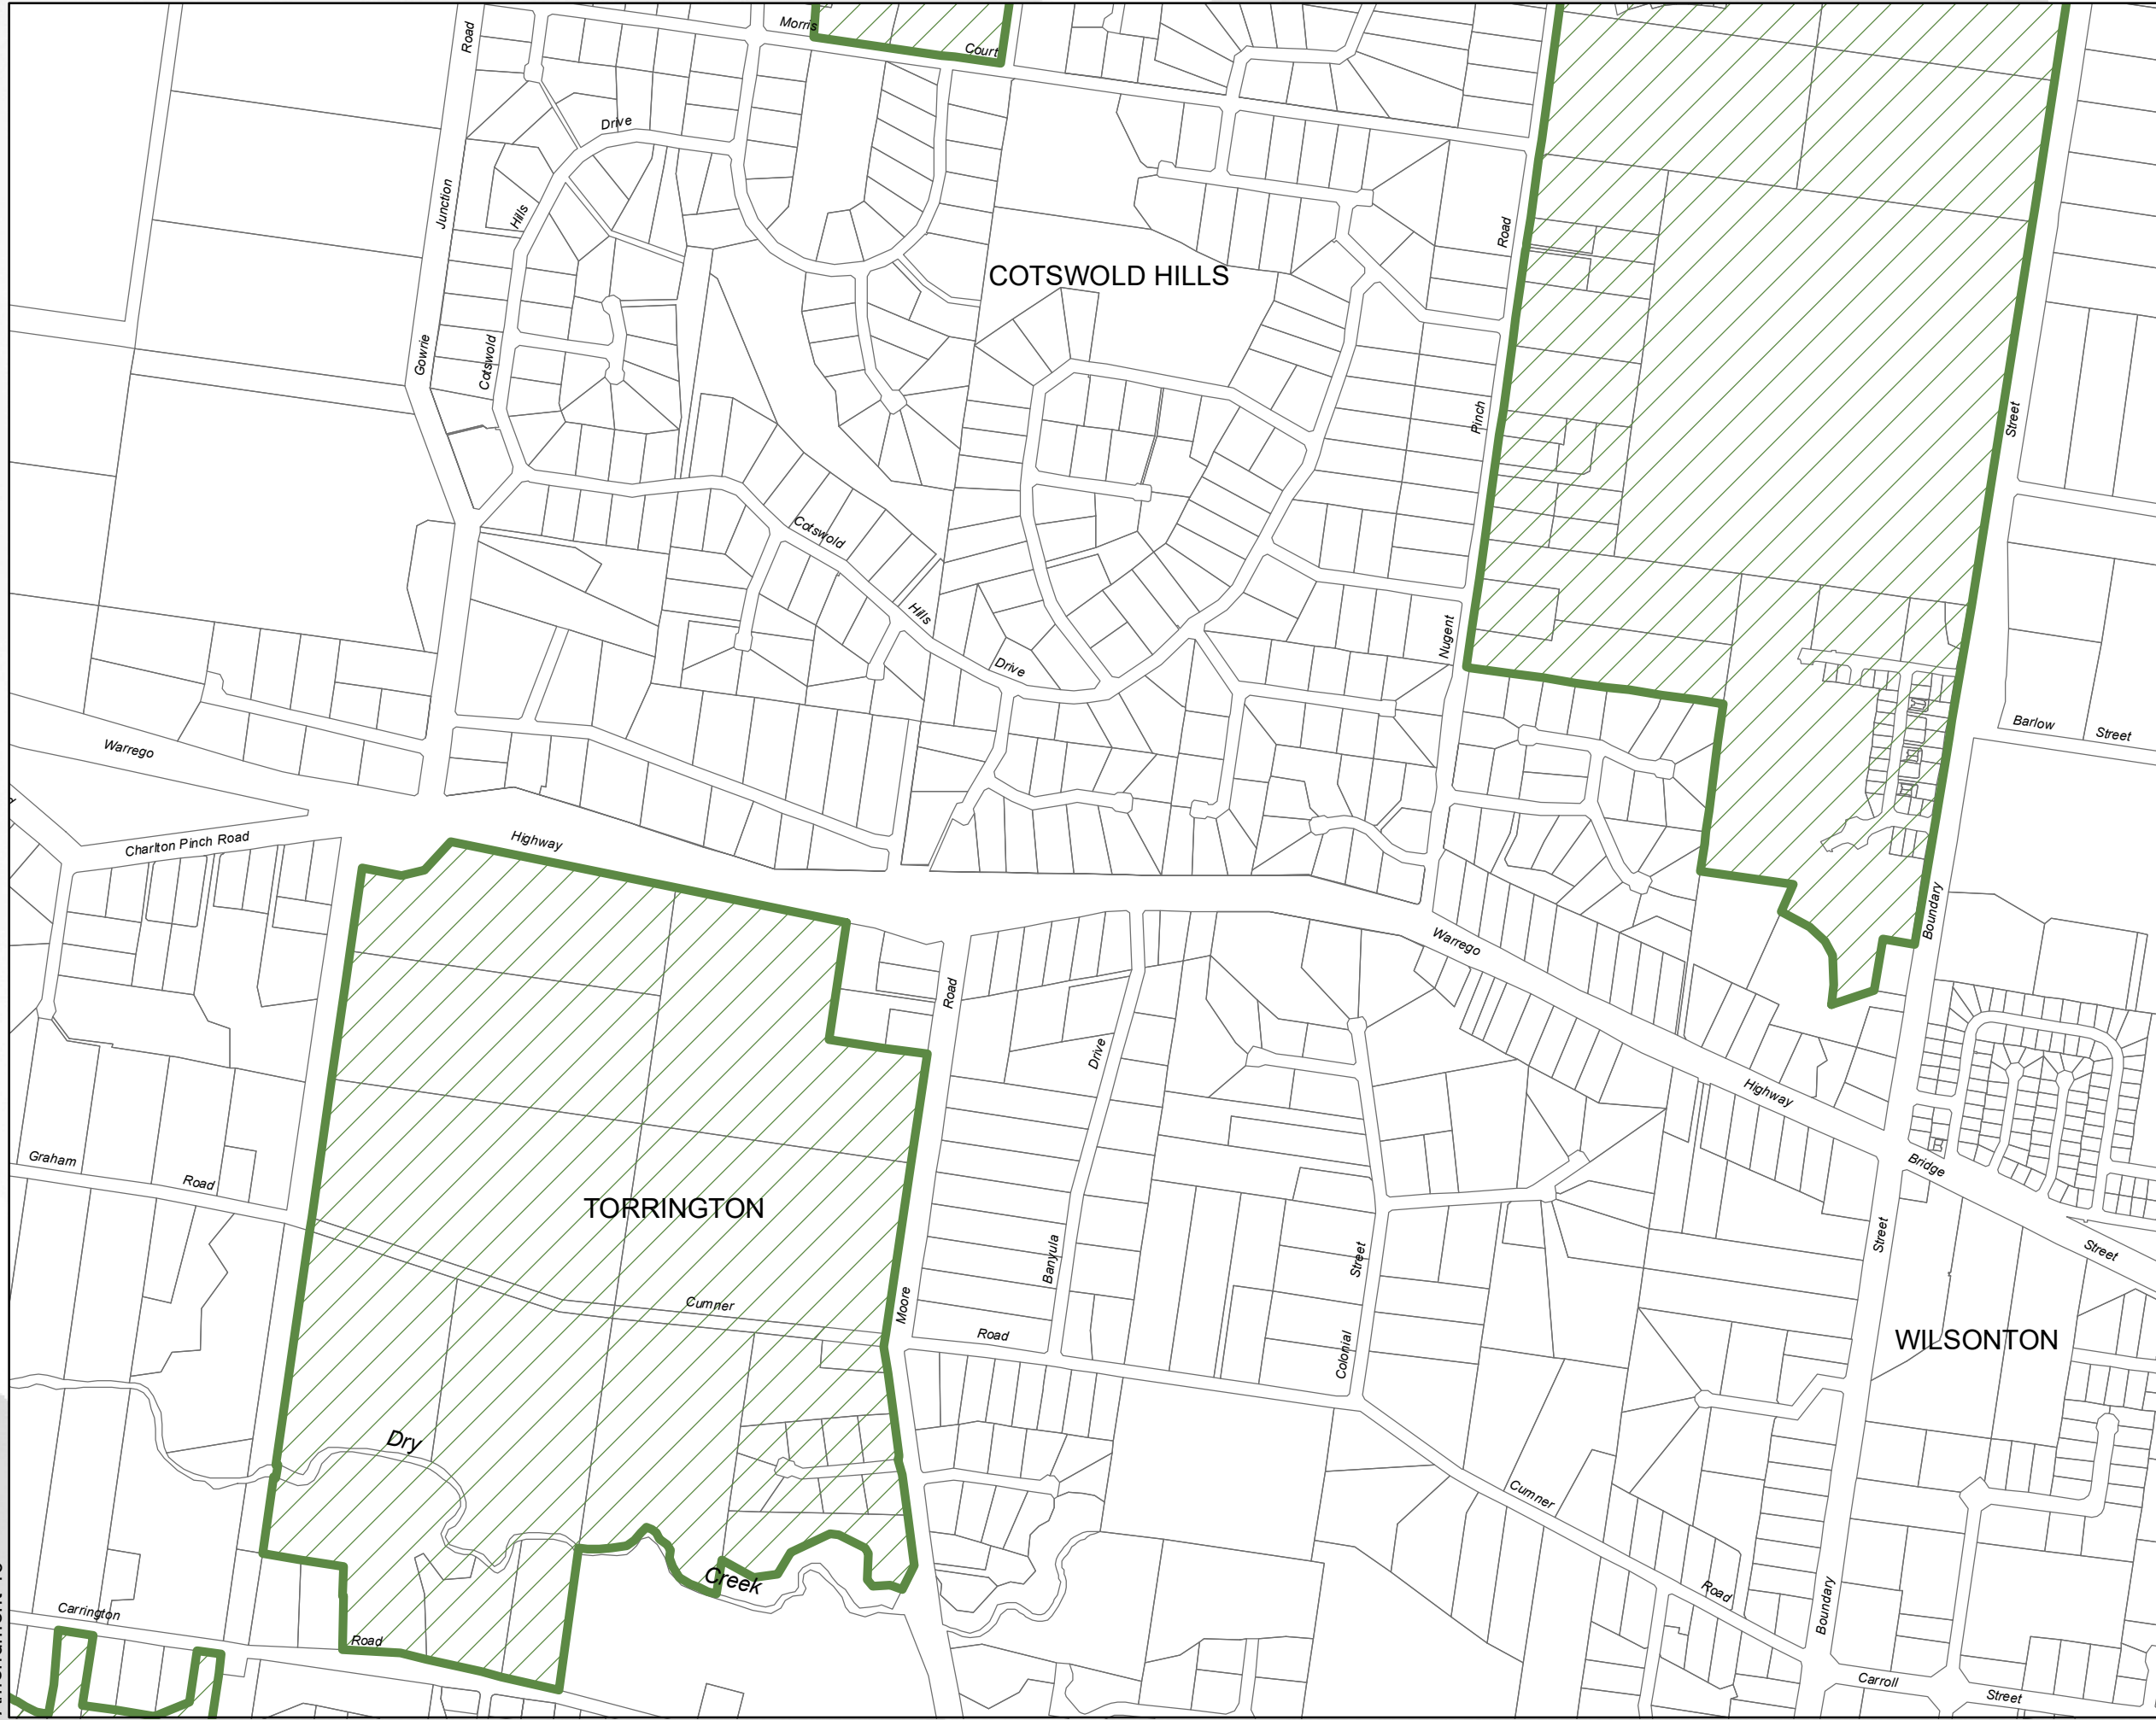 Morris
Court
Road
Drive
Junction
Hills
Road
COTSWOLD HILLS
Gowrie
Cotswold
Pinch
Street
Cotswold
Hills
Nugent
Drive
Barlow
Street
Warrego
Highway
Charlton Pinch Road
Boundary
Warrego
Road
Drive
Highway
Graham
Road
Bridge
TORRINGTON
Street
Street
Banyula
Street
Cumner
Moore
Road
WILSONTON
Colonial
Dry
Cumner
Creek
Road
Boundary
Carrington
Road
Carroll
Street